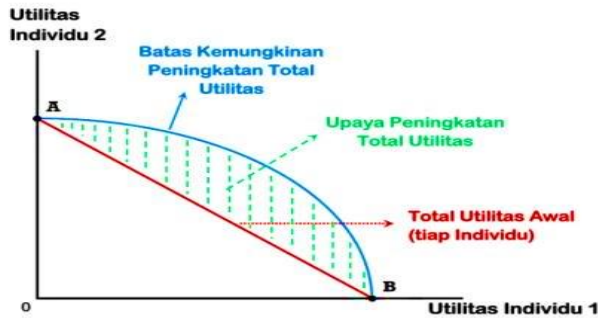 Utilitas
Individu 2
Batas Kemungkinan
Peningkatan Total
Utilitas
A
Upaya Peningkatan
Total Utilitas
Total Utilitas Awal
(tiap Individu)
B
0
Utilitas Individu 1